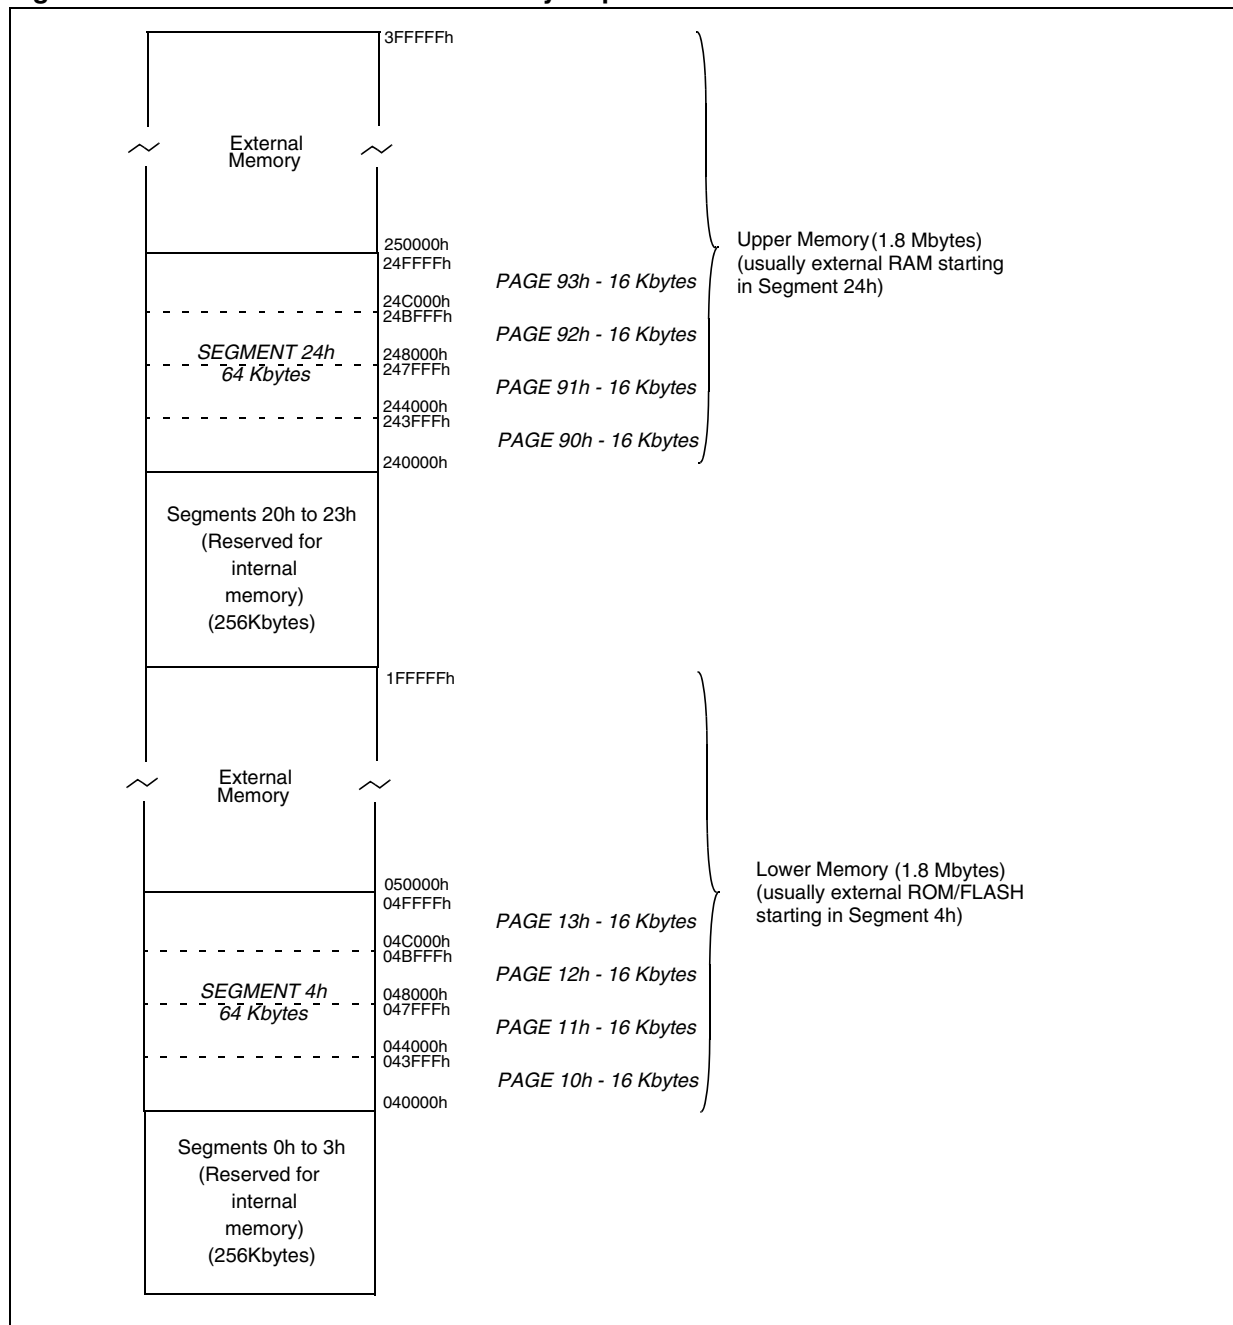 3FFFFFh
External
Memory
250000h
24FFFFh
PAGE 93h - 16 Kbytes
Upper Memory (1.8 Mbytes)
(usually external RAM starting
in Segment 24h)
24C000h
24BFFFh
PAGE 92h - 16 Kbytes
SEGMENT 24h
64 Kbytes
248000h
247FFFh
PAGE 91h - 16 Kbytes
244000h
243FFFh
PAGE 90h - 16 Kbytes
240000h
Segments 20h to 23h
(Reserved for
internal
memory)
(256Kbytes)
1FFFFFh
External
Memory
050000h
04FFFFh
PAGE 13h - 16 Kbytes
Lower Memory (1.8 Mbytes)
(usually external ROM/FLASH
starting in Segment 4h)
04C000h
04BFFFh
PAGE 12h - 16 Kbytes
SEGMENT 4h
64 Kbytes
048000h
047FFFh
PAGE 11h - 16 Kbytes
044000h
043FFFh
PAGE 10h - 16 Kbytes
040000h
Segments 0h to 3h
(Reserved for
internal
memory)
(256Kbytes)